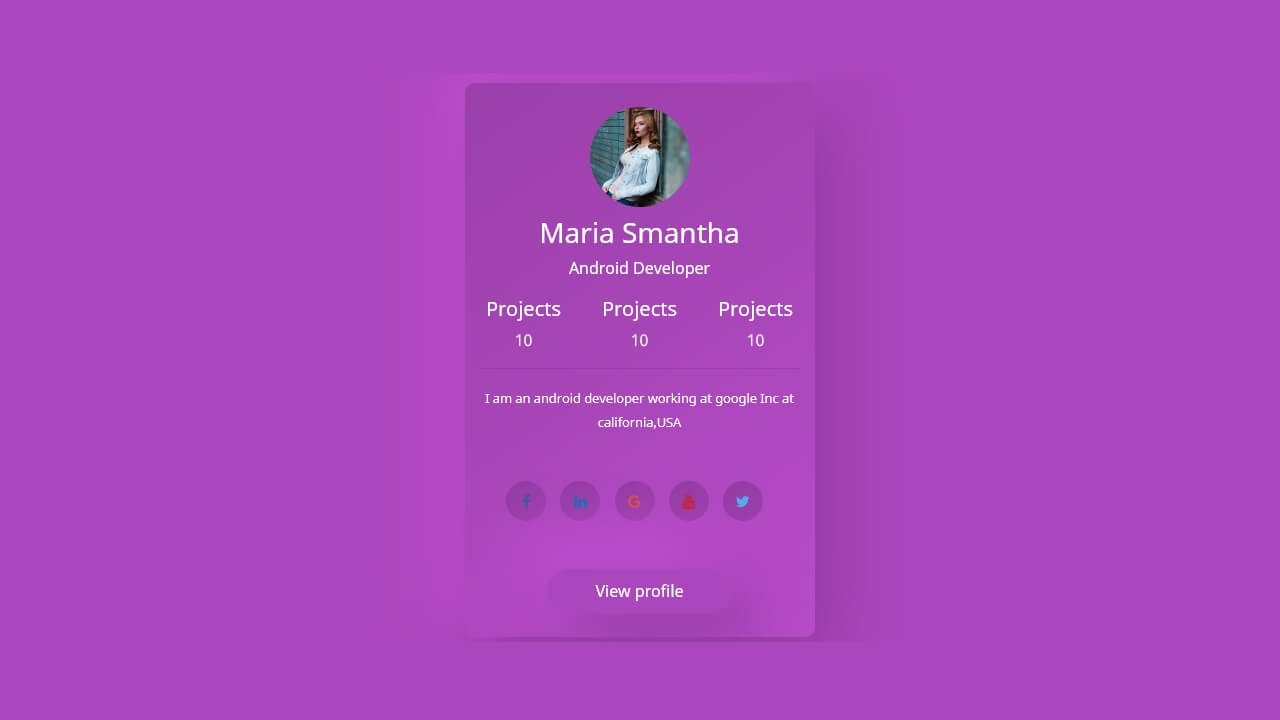 Maria Smantha
Android Developer
Projects Projects Projects
10 10 10
I am an android developer working at google Inc at
california,USA
View profile